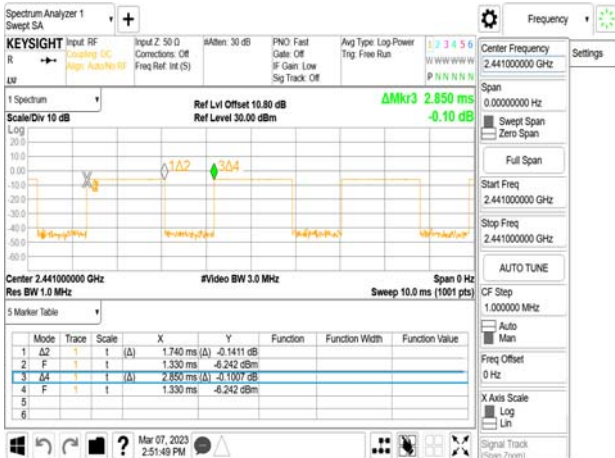 Spectrum Analyzer 1
Swept SA
+
Frequency
KEYSIGHT Input: RF Input Z: 50 Ω #Atten: 30 dB PNO: Fast Avg Type: Log-Power 1 2 3 4 5 6
R Coupling: DC Corrections: Off Gate: Off Trig: Free Run W W W W W W
Align: Auto/No RF Freq Ref: Int (S) IF Gain: Low P N N N N N
Sig Track: Off
LXI
Center Frequency
2.441000000 GHz
Settings
Span
0.00000000 Hz
Swept Span
Zero Span
Full Span
Start Freq
2.441000000 GHz
Stop Freq
2.441000000 GHz
AUTO TUNE
CF Step
1.000000 MHz
Auto
Man
Freq Offset
0 Hz
X Axis Scale
Log
Lin
Signal Track
(Span Zoom)
1 Spectrum
Ref Lvl Offset 10.80 dB ΔMkr3 2.850 ms
Scale/Div 10 dB Ref Level 30.00 dBm -0.10 dB
Log
20.0
10.0
0.00
-10.0
-20.0
-30.0
-40.0
-50.0
-60.0
1Δ2
3Δ4
Center 2.441000000 GHz #Video BW 3.0 MHz Span 0 Hz
Res BW 1.0 MHz Sweep 10.0 ms (1001 pts)
5 Marker Table
Mode Trace Scale X Y Function Function Width Function Value
1 Δ2 1 t (Δ) 1.740 ms (Δ) -0.1411 dB
2 F 1 t 1.330 ms -6.242 dBm
3 Δ4 1 t (Δ) 2.850 ms (Δ) -0.1007 dB
4 F 1 t 1.330 ms -6.242 dBm
5
6
?
Mar 07, 2023
2:51:49 PM